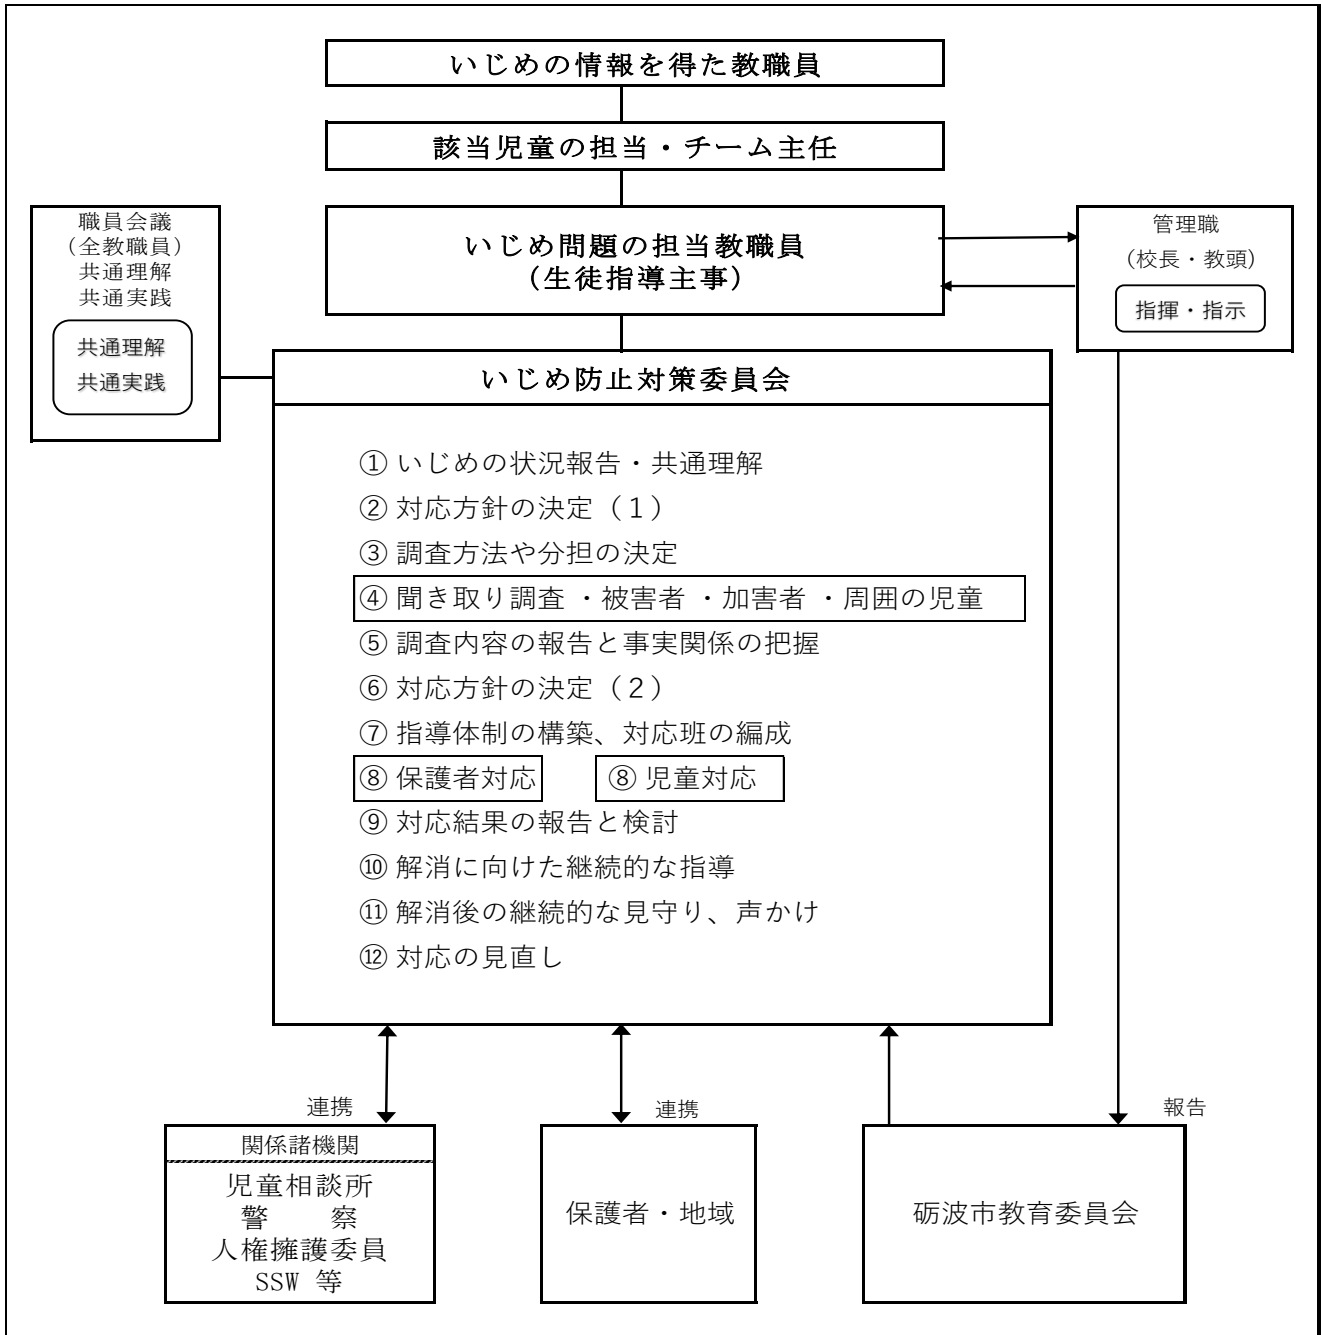 いじめの情報を得た教職員
該当児童の担当・チーム主任
いじめ問題の担当教職員
（生徒指導主事）
職員会議
（全教職員）
共通理解
共通実践
共通理解
共通実践
管理職
（校長・教頭）
指揮・指示
いじめ防止対策委員会
① いじめの状況報告・共通理解
② 対応方針の決定（１）
③ 調査方法や分担の決定
④ 聞き取り調査 ・被害者 ・加害者 ・周囲の児童
⑤ 調査内容の報告と事実関係の把握
⑥ 対応方針の決定（２）
⑦ 指導体制の構築、対応班の編成
⑧ 保護者対応 ⑧ 児童対応
⑨ 対応結果の報告と検討
⑩ 解消に向けた継続的な指導
⑪ 解消後の継続的な見守り、声かけ
⑫ 対応の見直し
連携
連携
報告
関係諸機関
児童相談所
警　　察
人権擁護委員
SSW 等
保護者・地域
砺波市教育委員会